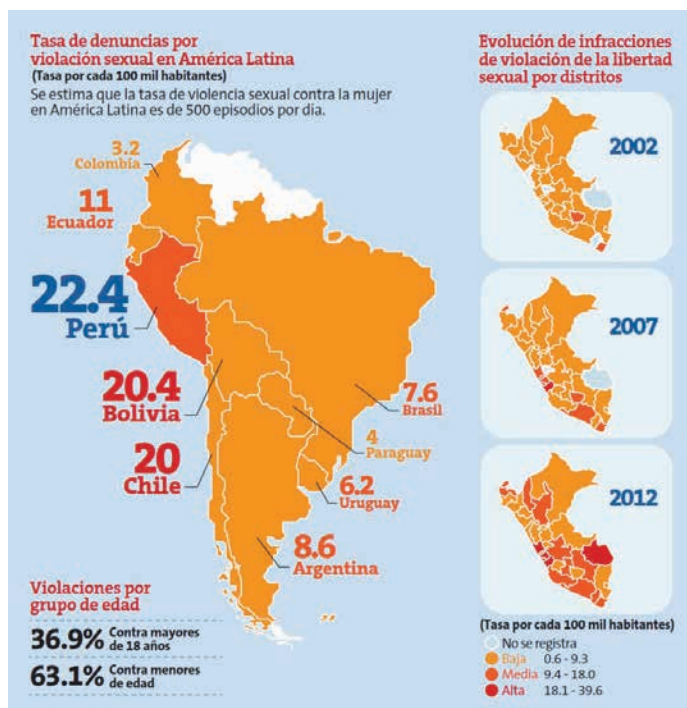 Tasa de denuncias por
violación sexual en América Latina
(Tasa por cada 100 mil habitantes)
Se estima que la tasa de violencia sexual contra la mujer
en América Latina es de 500 episodios por día.
3.2
Colombia
11
Ecuador
22.4
Perú
20.4
Bolivia
20
Chile
7.6
Brasil
4
Paraguay
6.2
Uruguay
8.6
Argentina
Violaciones por
grupo de edad
36.9% Contra mayores
de 18 años
63.1% Contra menores
de edad
Evolución de infracciones
de violación de la libertad
sexual por distritos
2002
2007
2012
(Tasa por cada 100 mil habitantes)
No se registra
Baja 0.6 - 9.3
Media 9.4 - 18.0
Alta 18.1 - 39.6